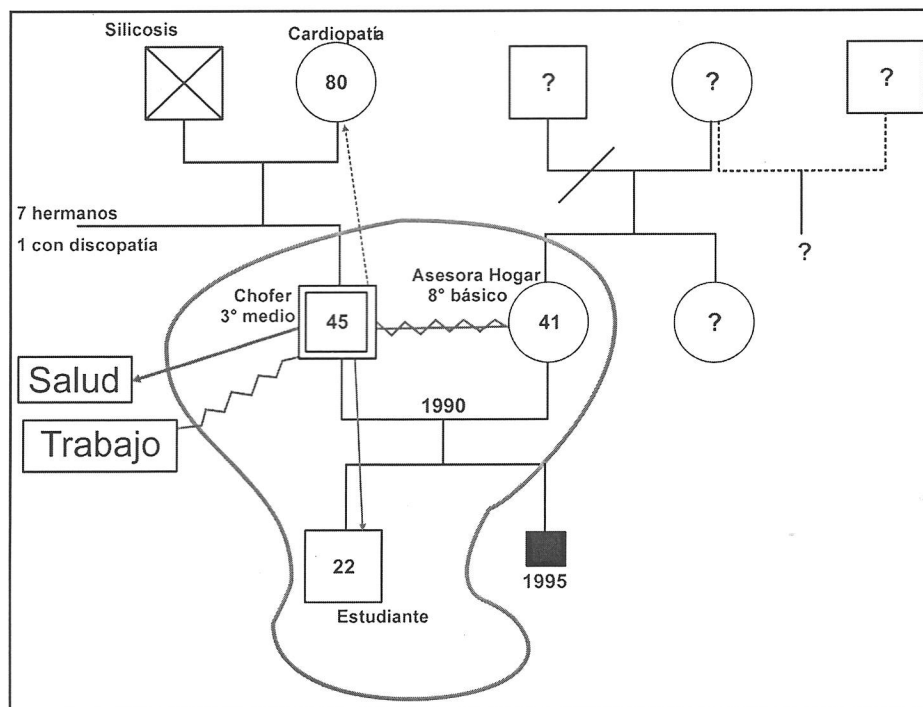 Silicosis
Cardiopatía
80
?
?
?
7 hermanos
1 con discopatía
?
Chofer
3° medio
45
Asesora Hogar
8° básico
41
?
Salud
Trabajo
1990
22
Estudiante
1995